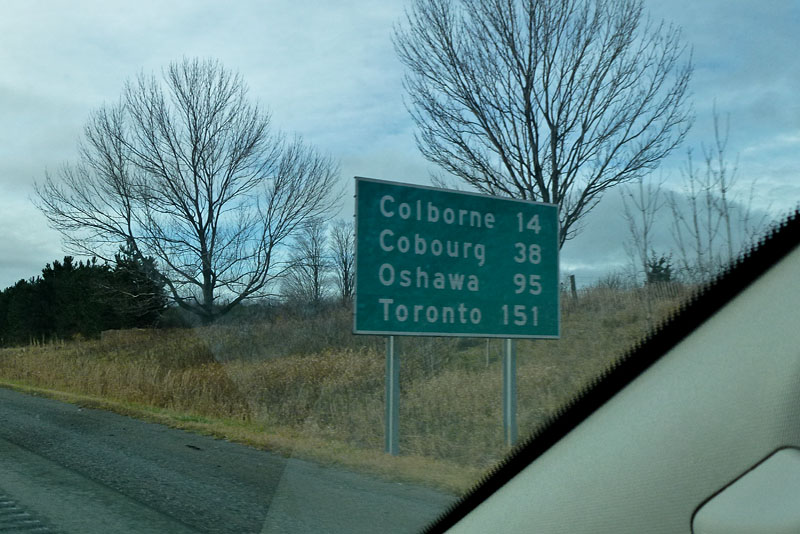 Colborne 14
Cobourg 38
Oshawa 95
Toronto 151